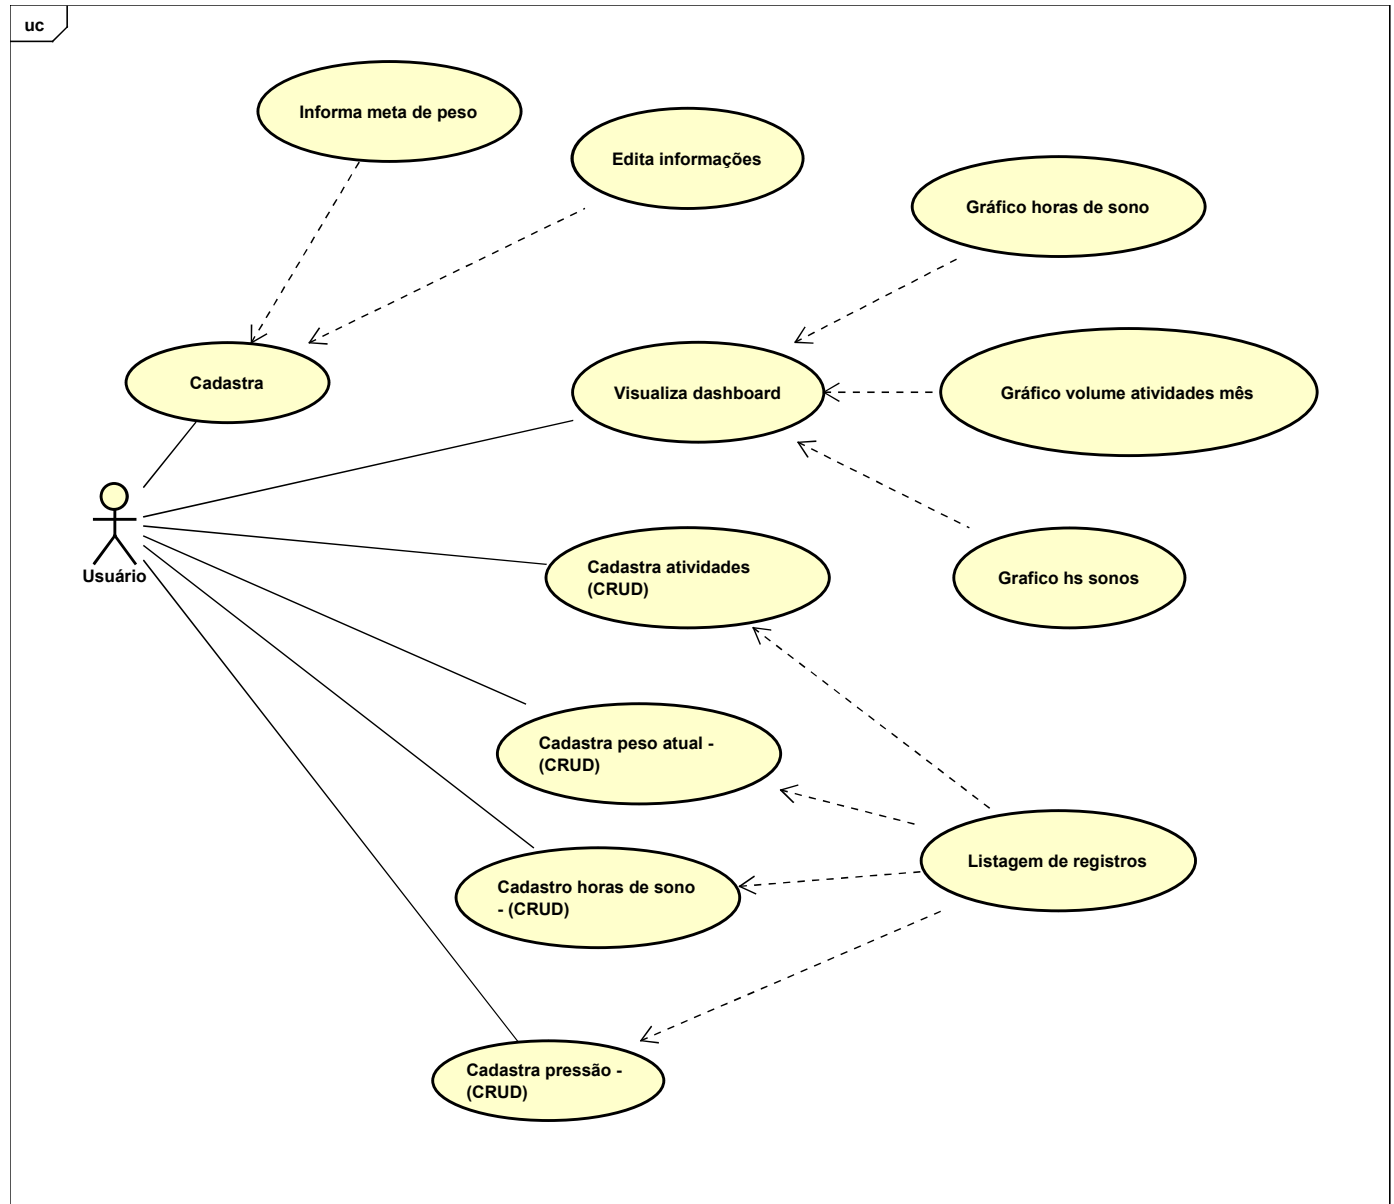 uc
Informa meta de peso
Edita informações
Gráfico horas de sono
Cadastra
Visualiza dashboard
Gráfico volume atividades mês
Usuário
Cadastra atividades
(CRUD)
Grafico hs sonos
Cadastra peso atual -
(CRUD)
Listagem de registros
Cadastro horas de sono
- (CRUD)
Cadastra pressão -
(CRUD)